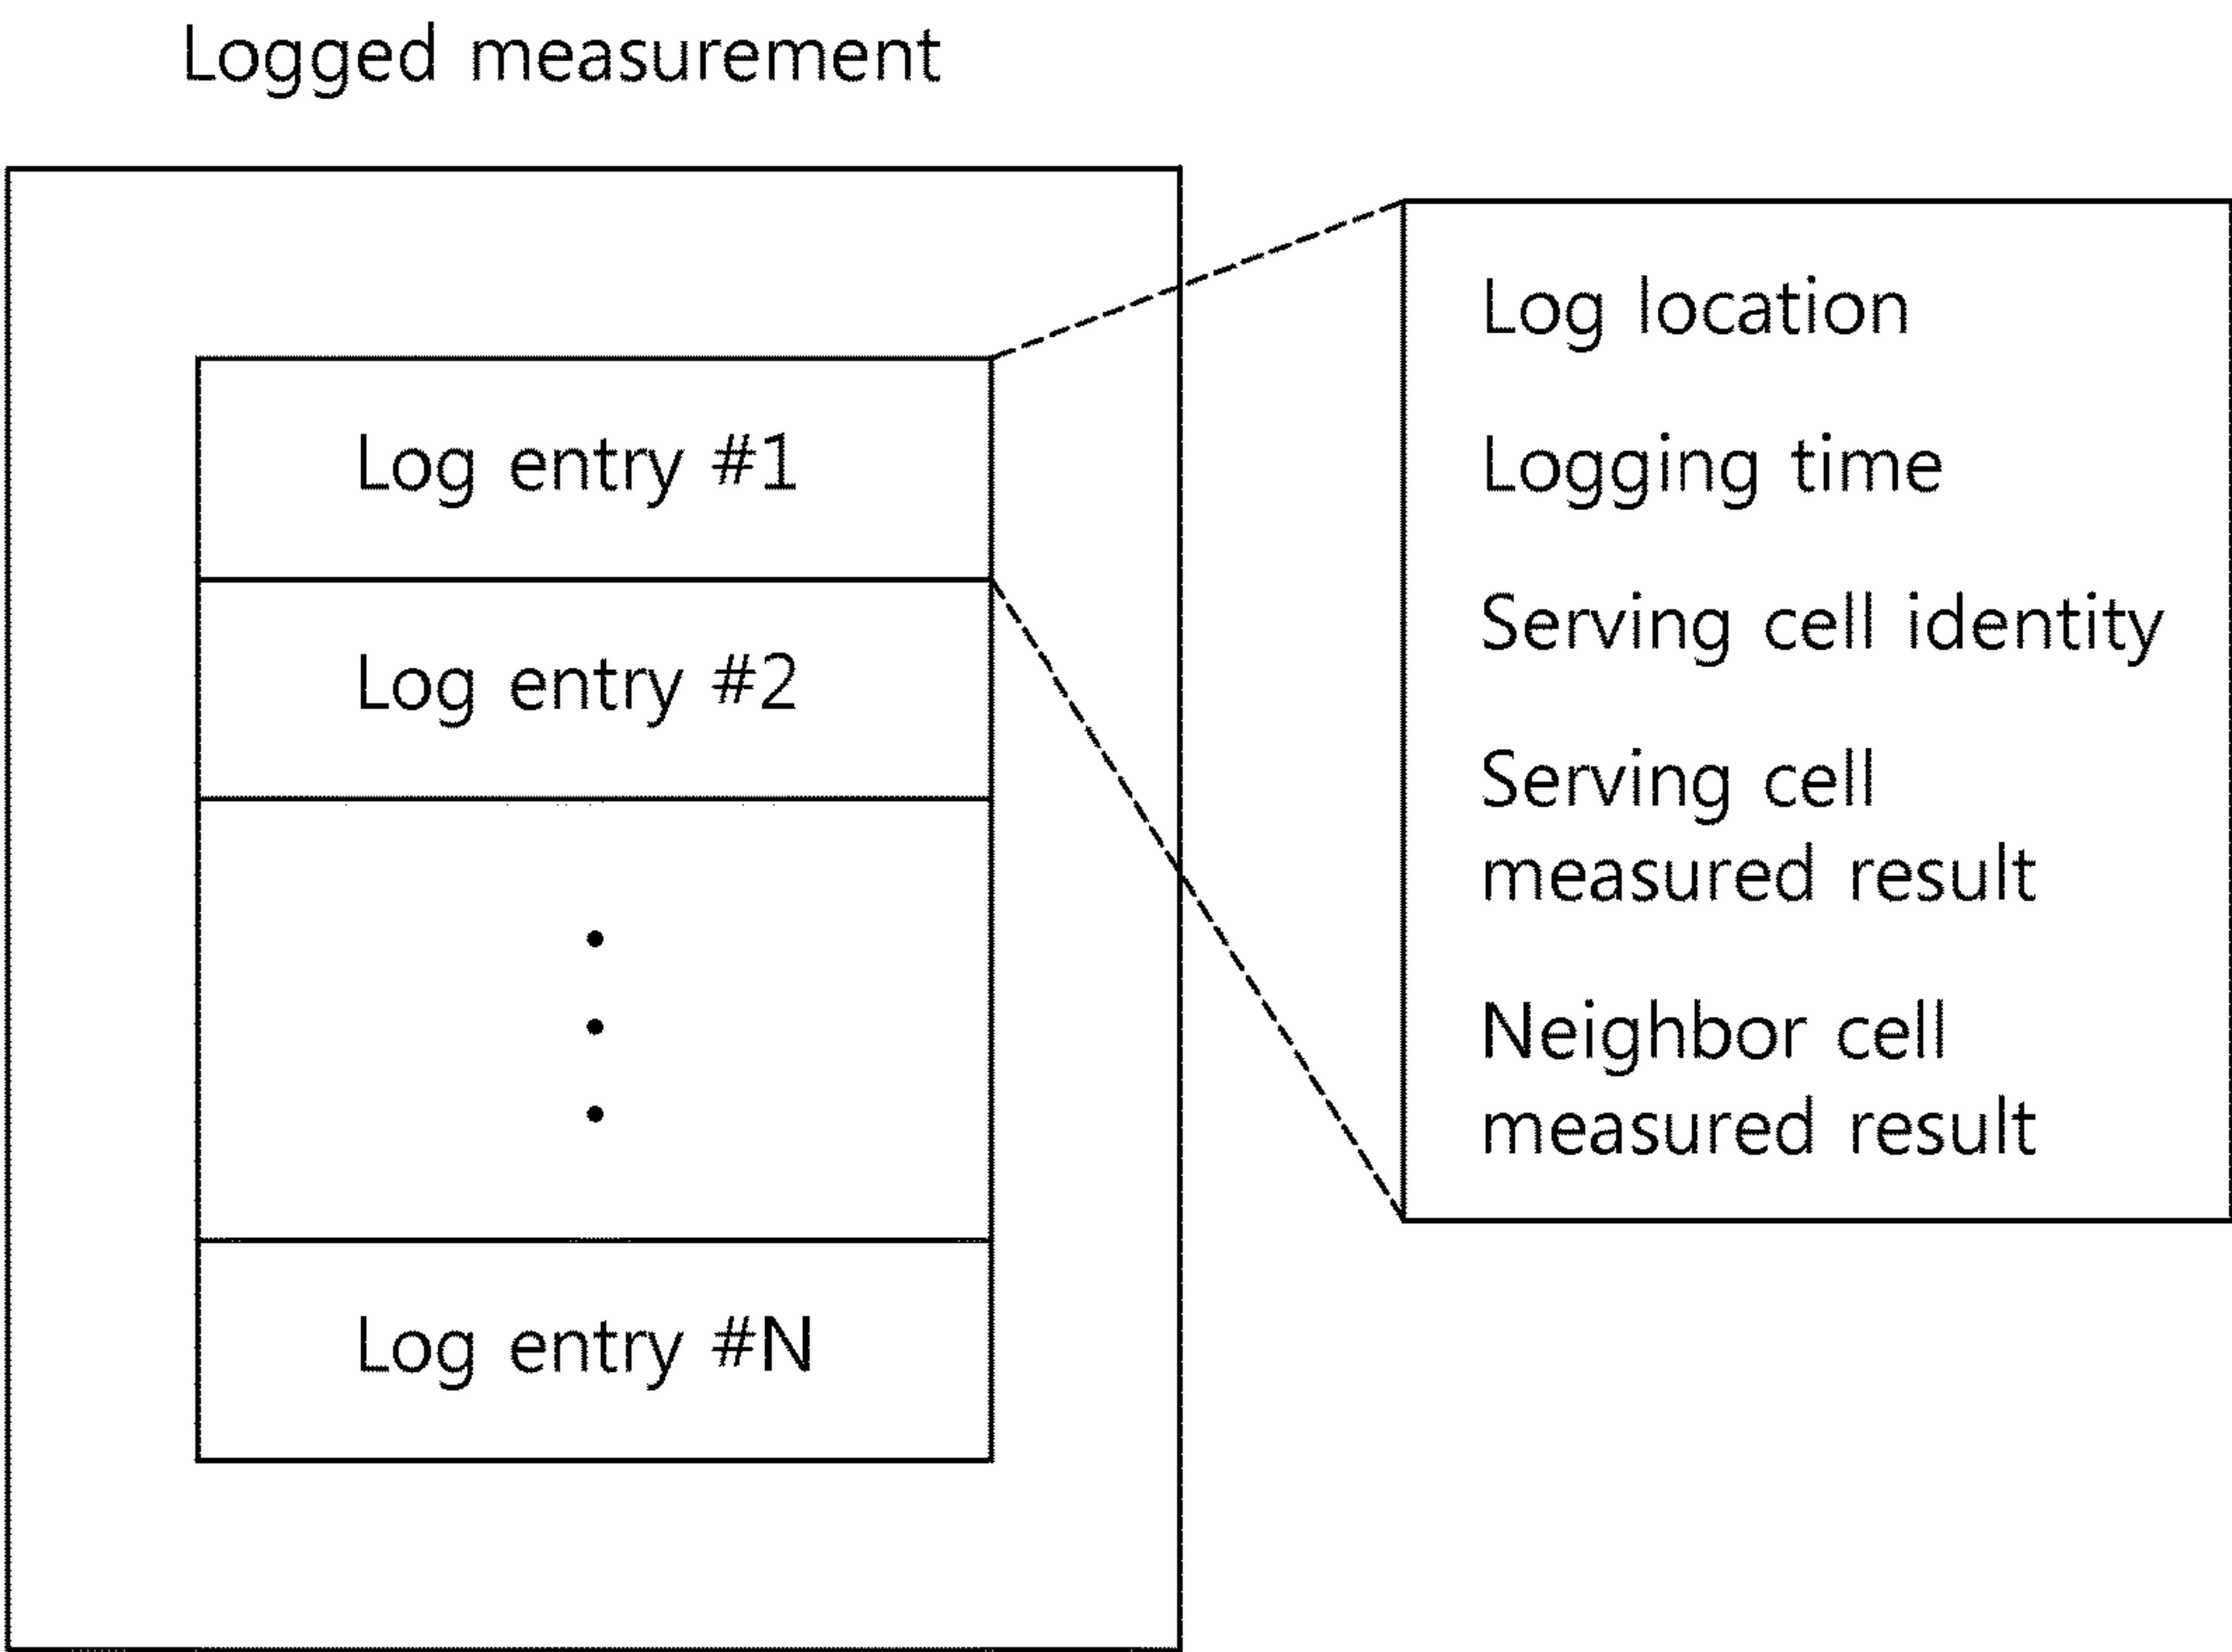 Logged measurement
Log entry #1
Log entry #2
Log entry #N
Log location
Logging time
Serving cell identity
Serving cell
measured result
Neighbor cell
measured result